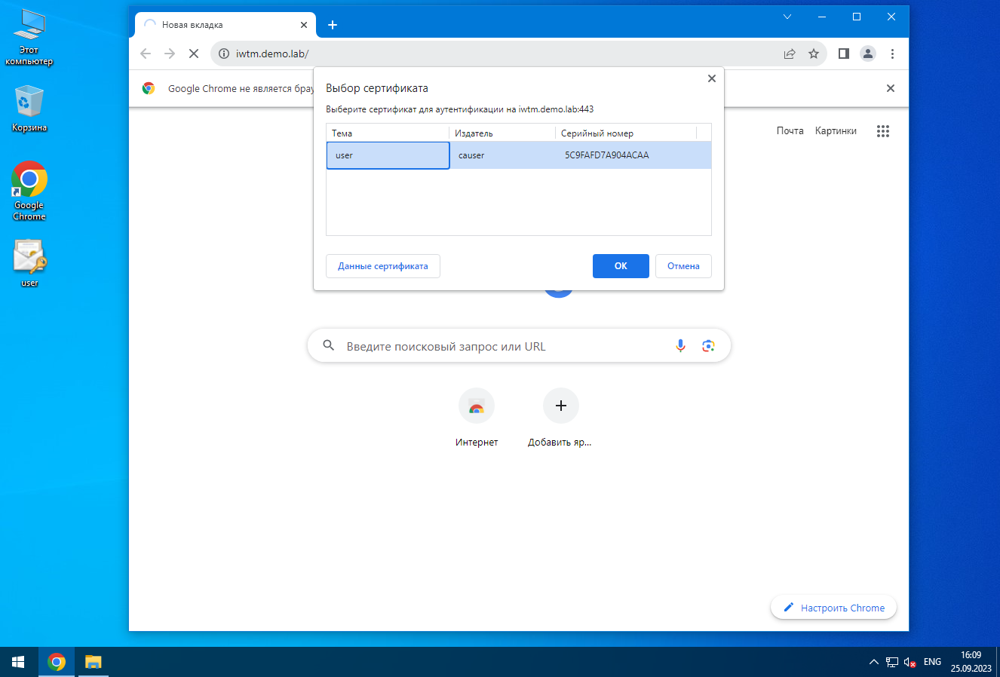 Этот
компьютер
Корзина
Google
Chrome
user
Новая вкладка
iwtm.demo.lab/
Google Chrome не является брау
Почта Картинки
Выбор сертификата
Выберите сертификат для аутентификации на iwtm.demo.lab:443
Тема Издатель Серийный номер
user causer 5C9FAFD7A904ACAA
Данные сертификата OK Отмена
Введите поисковый запрос или URL
Интернет Добавить яр...
Настроить Chrome
ENG
16:09
25.09.2023